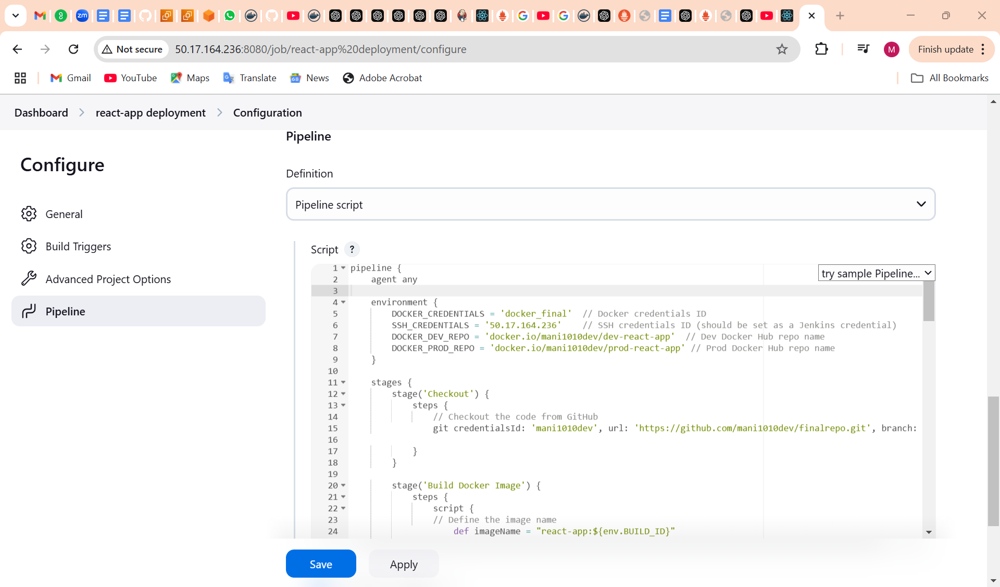 zm
Not secure
50.17.164.236:8080/job/react-app%20deployment/configure
M
Finish update
Gmail
YouTube
Maps
Translate
News
Adobe Acrobat
All Bookmarks
Dashboard
react-app deployment
Configuration
Configure
General
Build Triggers
Advanced Project Options
Pipeline
Pipeline
Definition
Pipeline script
Script ?
try sample Pipeline...
1 pipeline {
2 agent any
3
4 environment {
5 DOCKER_CREDENTIALS = 'docker_final' // Docker credentials ID
6 SSH_CREDENTIALS = '50.17.164.236' // SSH credentials ID (should be set as a Jenkins credential)
7 DOCKER_DEV_REPO = 'docker.io/mani1010dev/dev-react-app' // Dev Docker Hub repo name
8 DOCKER_PROD_REPO = 'docker.io/mani1010dev/prod-react-app' // Prod Docker Hub repo name
9 }
10
11 stages {
12 stage('Checkout') {
13 steps {
14 // Checkout the code from GitHub
15 git credentialsId: 'mani1010dev', url: 'https://github.com/mani1010dev/finalrepo.git', branch:
16
17 }
18 }
19
20 stage('Build Docker Image') {
21 steps {
22 script {
23 // Define the image name
24 def imageName = "react-app:${env.BUILD_ID}"
Save
Apply